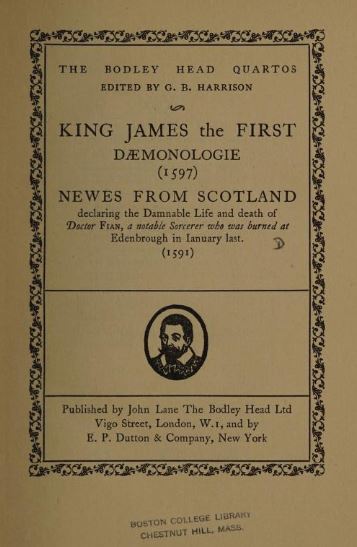 THE BODLEY HEAD QUARTOS
EDITED BY G. B. HARRISON
KING JAMES the FIRST
DÆMONOLOGIE
(1597)
NEWES FROM SCOTLAND
declaring the Damnable Life and death of
Doctor FIAN, a notable Sorcerer who was burned at
Edenbrough in Ianuary last.
(1591)
Published by John Lane The Bodley Head Ltd
Vigo Street, London, W.1, and by
E. P. Dutton & Company, New York
BOSTON COLLEGE LIBRARY
CHESTNUT HILL, MASS.